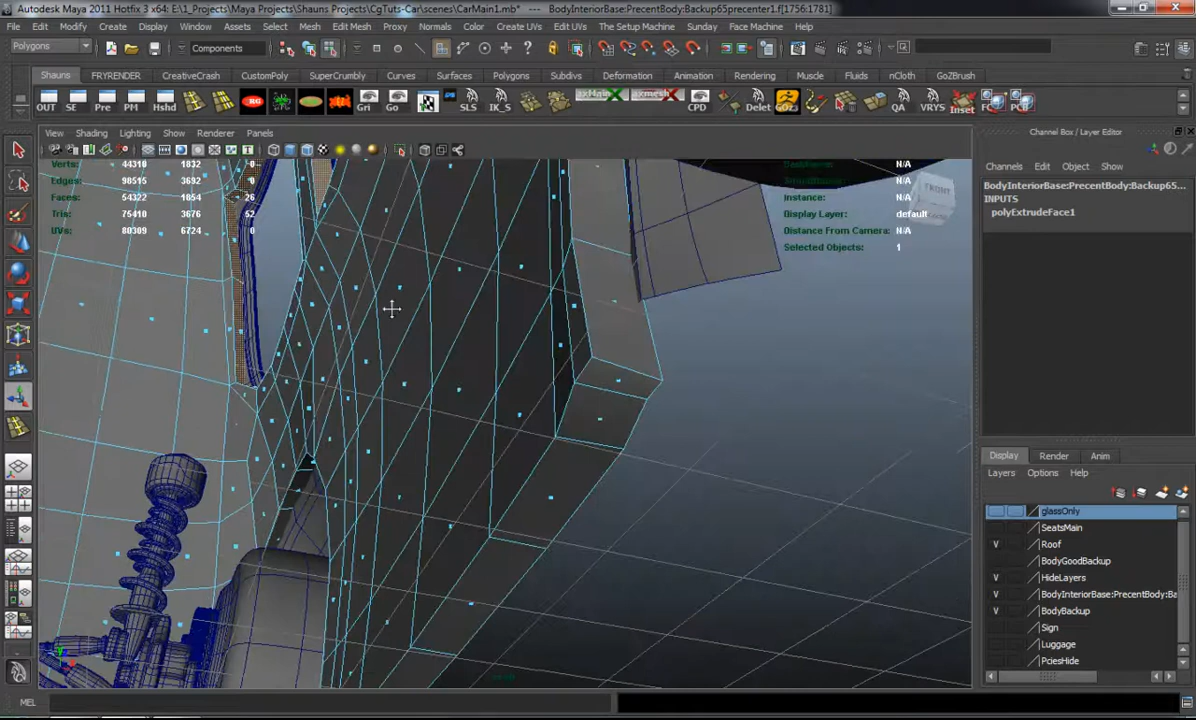 Autodesk Maya 2011 Hotfix 3 x64: E:\1_Projects\Maya Projects\Shauns Projects\CgTuts-Car\scenes\CarMain1.mb* --- BodyInteriorBase:PrecentBody:Backup65precenter1.f[1756:1781]
File Edit Modify Create Display Window Assets Select Mesh Edit Mesh Proxy Normals Color Create UVs Edit UVs The Setup Machine Sunday Muscle Help
Polygons Components
Shauns FRYRENDER CreativeCrash CustomPoly SuperCrumbly Curves Surfaces Polygons Subdivs Deformation Animation Rendering Muscle Fluids nCloth GoZBrush
OUT SE Pre PM Hshd Gri Go SLS IK_S CPD Delet QA VRYS Inset
View Shading Lighting Show Renderer Panels
Channel Box / Layer Editor
Channels Edit Object Show
Verts: 44310 1832 0
Edges: 98515 3692 0
Faces: 54322 1854 26
Tris: 75410 3676 52
UVs: 80309 6724 0
N/A
N/A
Instance: N/A
Display Layer: default
Distance From Camera: N/A
Selected Objects: 1
FRONT
BodyInteriorBase:PrecentBody:Backup65...
INPUTS
polyExtrudeFace1
Display Render Anim
Layers Options Help
glassOnly
SeatsMain
V Roof
BodyGoodBackup
V HideLayers
V BodyInteriorBase:PrecentBody:Ba
V BodyBackup
Sign
Luggage
PciesHide
MEL